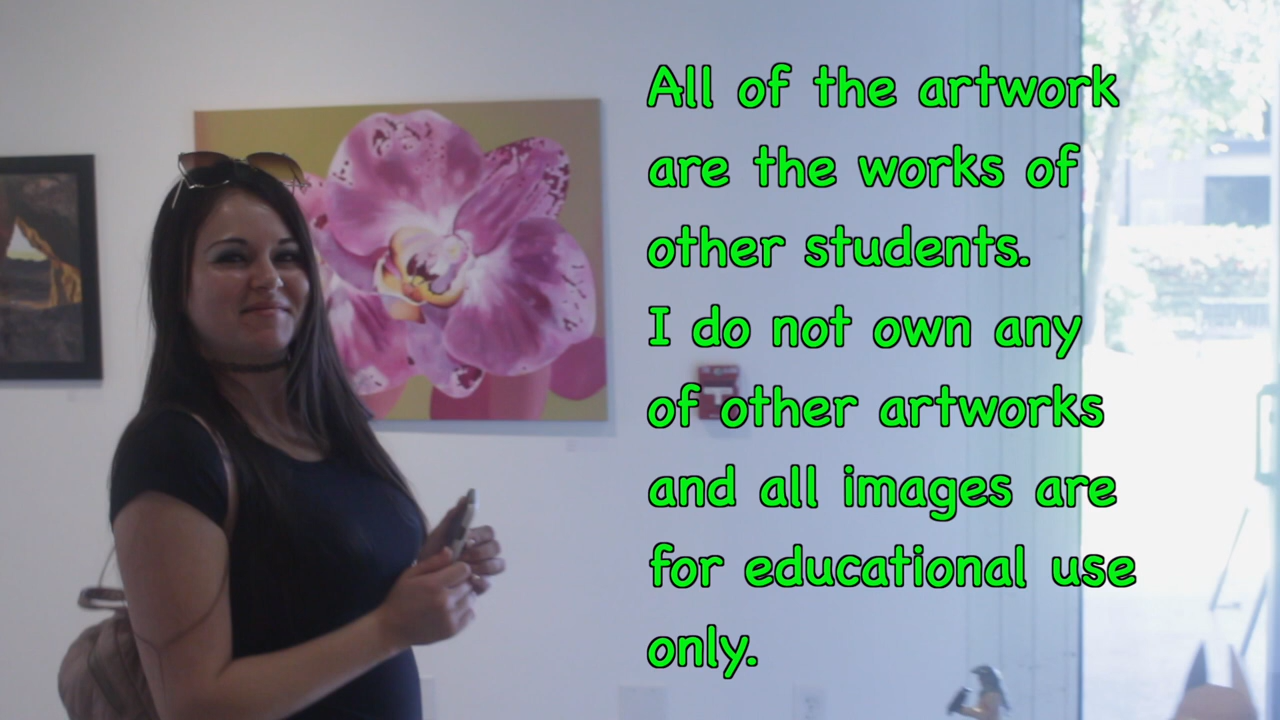 All of the artwork
are the works of
other students.
I do not own any
of other artworks
and all images are
for educational use
only.